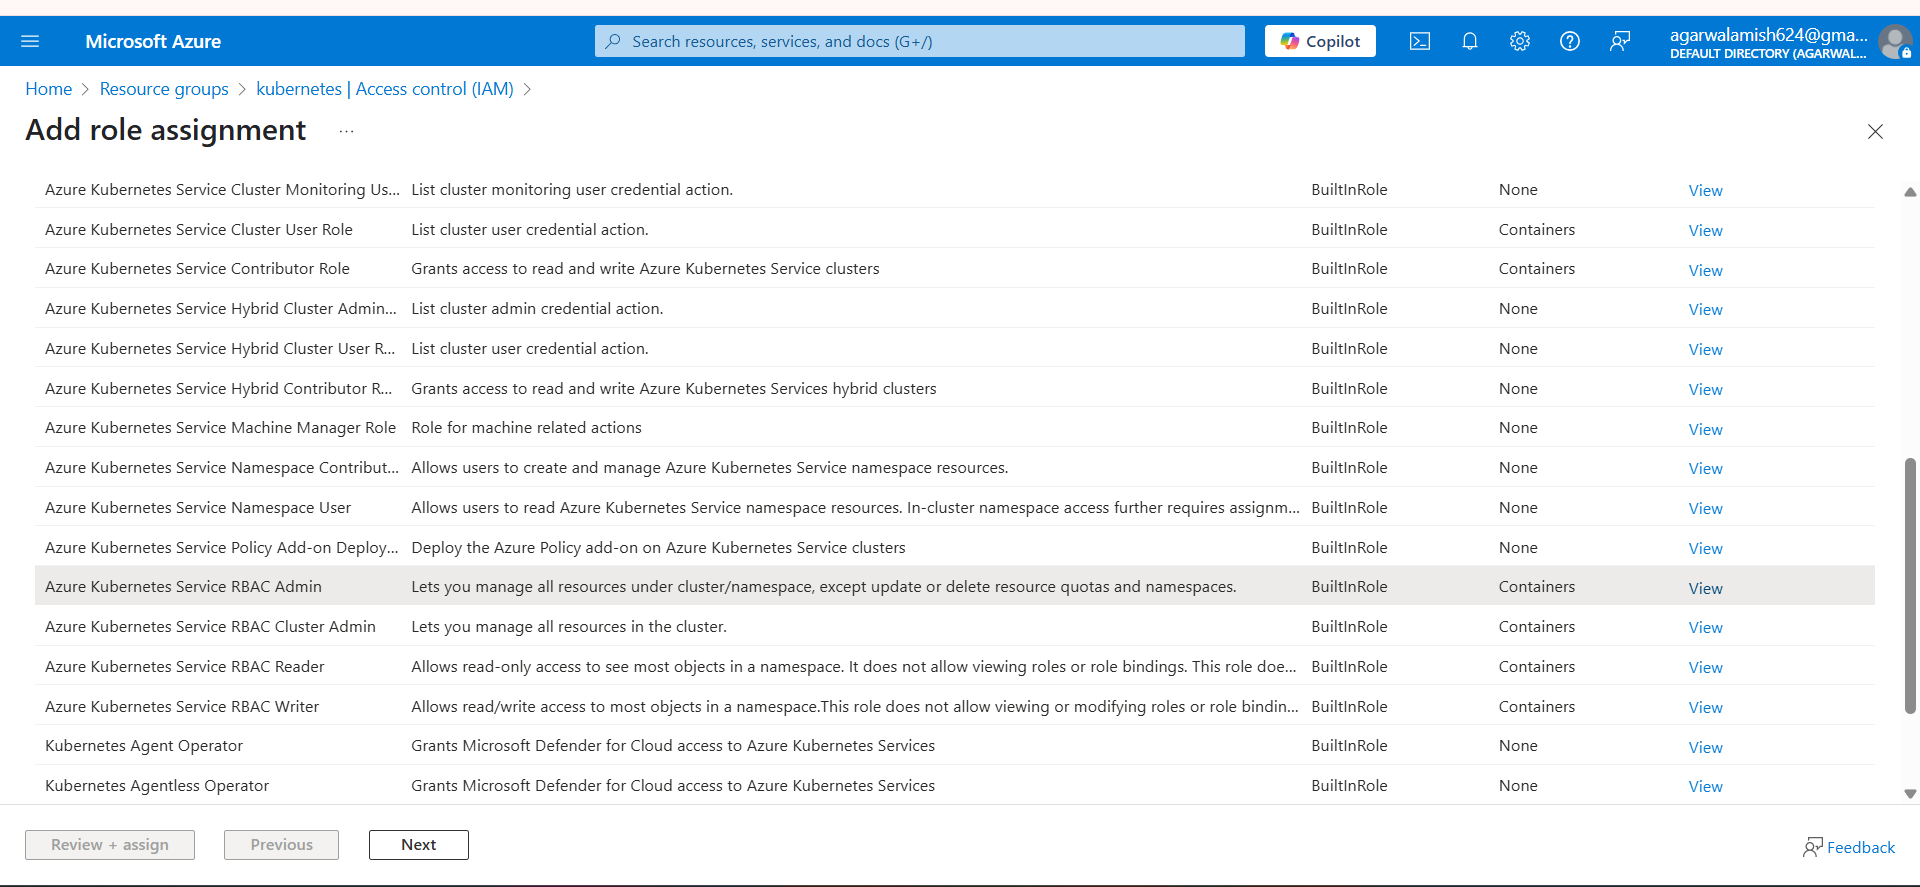 Microsoft Azure
Search resources, services, and docs (G+/)
Copilot
agarwalamish624@gma...
DEFAULT DIRECTORY (AGARWAL...
Home > Resource groups > kubernetes | Access control (IAM) >
Add role assignment ...
Azure Kubernetes Service Cluster Monitoring Us... List cluster monitoring user credential action. BuiltInRole None View
Azure Kubernetes Service Cluster User Role List cluster user credential action. BuiltInRole Containers View
Azure Kubernetes Service Contributor Role Grants access to read and write Azure Kubernetes Service clusters BuiltInRole Containers View
Azure Kubernetes Service Hybrid Cluster Admin... List cluster admin credential action. BuiltInRole None View
Azure Kubernetes Service Hybrid Cluster User R... List cluster user credential action. BuiltInRole None View
Azure Kubernetes Service Hybrid Contributor R... Grants access to read and write Azure Kubernetes Services hybrid clusters BuiltInRole None View
Azure Kubernetes Service Machine Manager Role Role for machine related actions BuiltInRole None View
Azure Kubernetes Service Namespace Contribut... Allows users to create and manage Azure Kubernetes Service namespace resources. BuiltInRole None View
Azure Kubernetes Service Namespace User Allows users to read Azure Kubernetes Service namespace resources. In-cluster namespace access further requires assignm... BuiltInRole None View
Azure Kubernetes Service Policy Add-on Deploy... Deploy the Azure Policy add-on on Azure Kubernetes Service clusters BuiltInRole None View
Azure Kubernetes Service RBAC Admin Lets you manage all resources under cluster/namespace, except update or delete resource quotas and namespaces. BuiltInRole Containers View
Azure Kubernetes Service RBAC Cluster Admin Lets you manage all resources in the cluster. BuiltInRole Containers View
Azure Kubernetes Service RBAC Reader Allows read-only access to see most objects in a namespace. It does not allow viewing roles or role bindings. This role doe... BuiltInRole Containers View
Azure Kubernetes Service RBAC Writer Allows read/write access to most objects in a namespace.This role does not allow viewing or modifying roles or role bindin... BuiltInRole Containers View
Kubernetes Agent Operator Grants Microsoft Defender for Cloud access to Azure Kubernetes Services BuiltInRole None View
Kubernetes Agentless Operator Grants Microsoft Defender for Cloud access to Azure Kubernetes Services BuiltInRole None View
Review + assign Previous Next Feedback